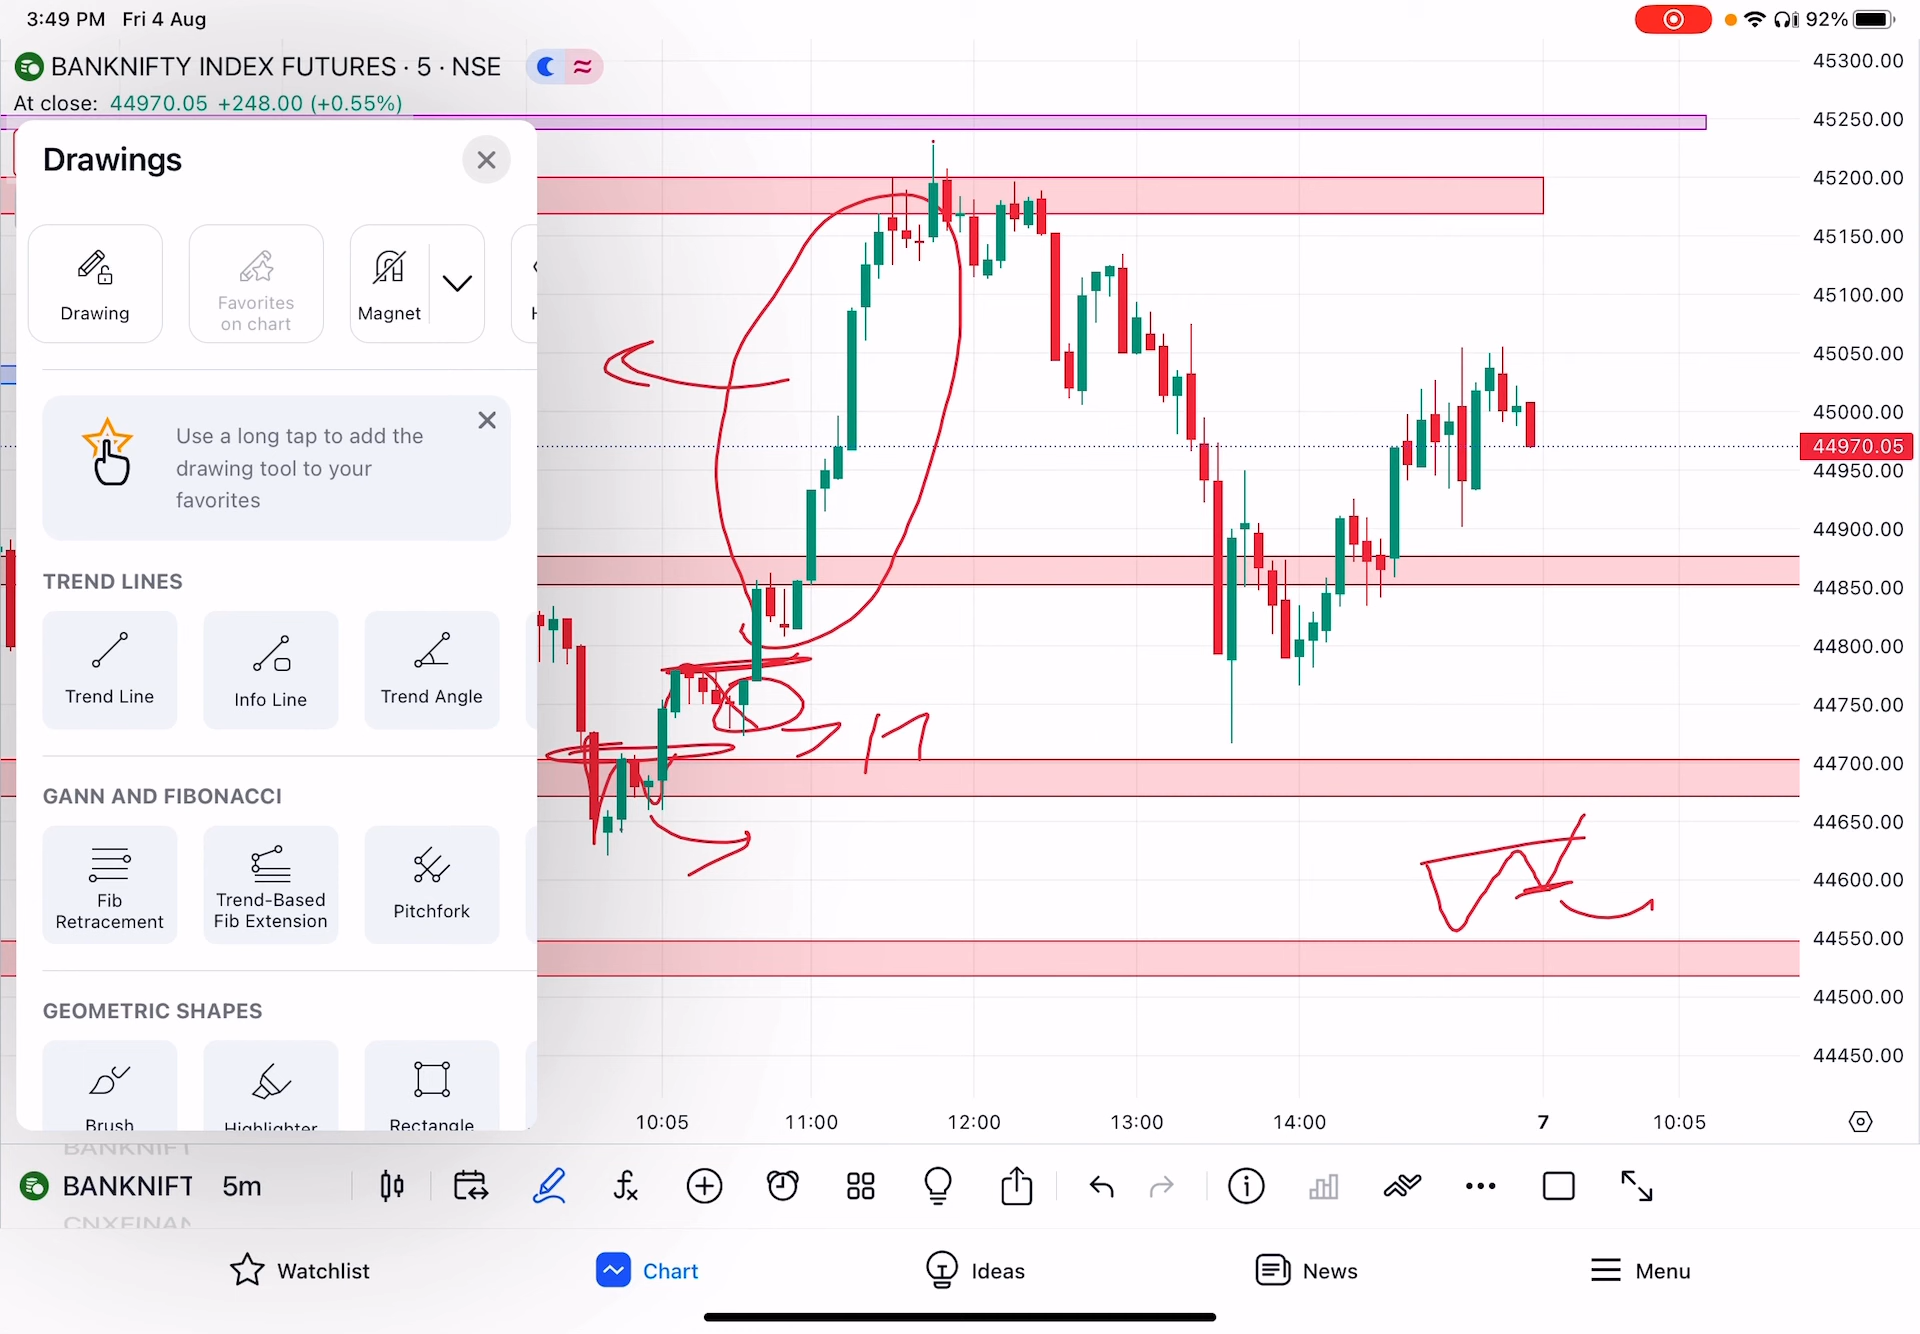 3:49 PM Fri 4 Aug
92%
BANKNIFTY INDEX FUTURES · 5 · NSE
At close: 44970.05 +248.00 (+0.55%)
Drawings
Drawing
Favorites
on chart
Magnet
Use a long tap to add the
drawing tool to your
favorites
TREND LINES
Trend Line
Info Line
Trend Angle
GANN AND FIBONACCI
Fib
Retracement
Trend-Based
Fib Extension
Pitchfork
GEOMETRIC SHAPES
Brush
Highlighter
Rectangle
45300.00
45250.00
45200.00
45150.00
45100.00
45050.00
45000.00
44970.05
44950.00
44900.00
44850.00
44800.00
44750.00
44700.00
44650.00
44600.00
44550.00
44500.00
44450.00
10:05 11:00 12:00 13:00 14:00 7 10:05
BANKNIFT
BANKNIFT 5m
CNXFINAN
Watchlist Chart Ideas News Menu